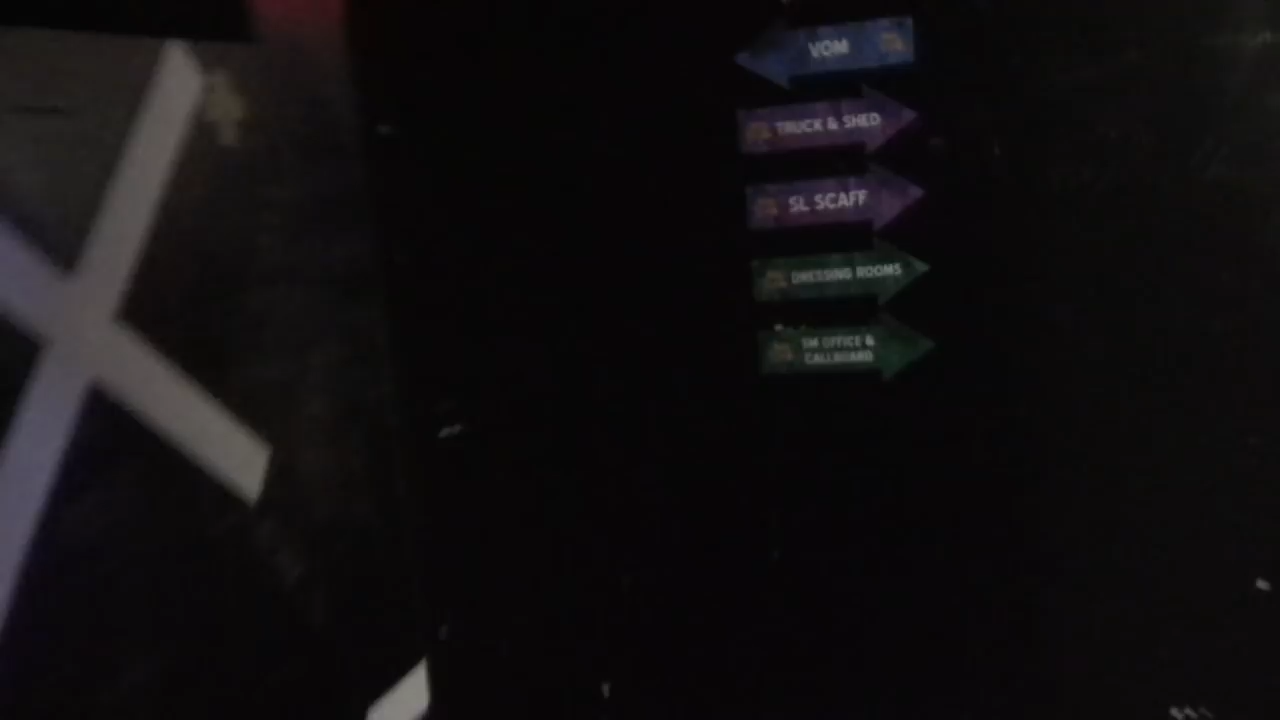 VOM
TRUCK & SHED
SL SCAFF
DRESSING ROOMS
SM OFFICE &
CALLBOARD